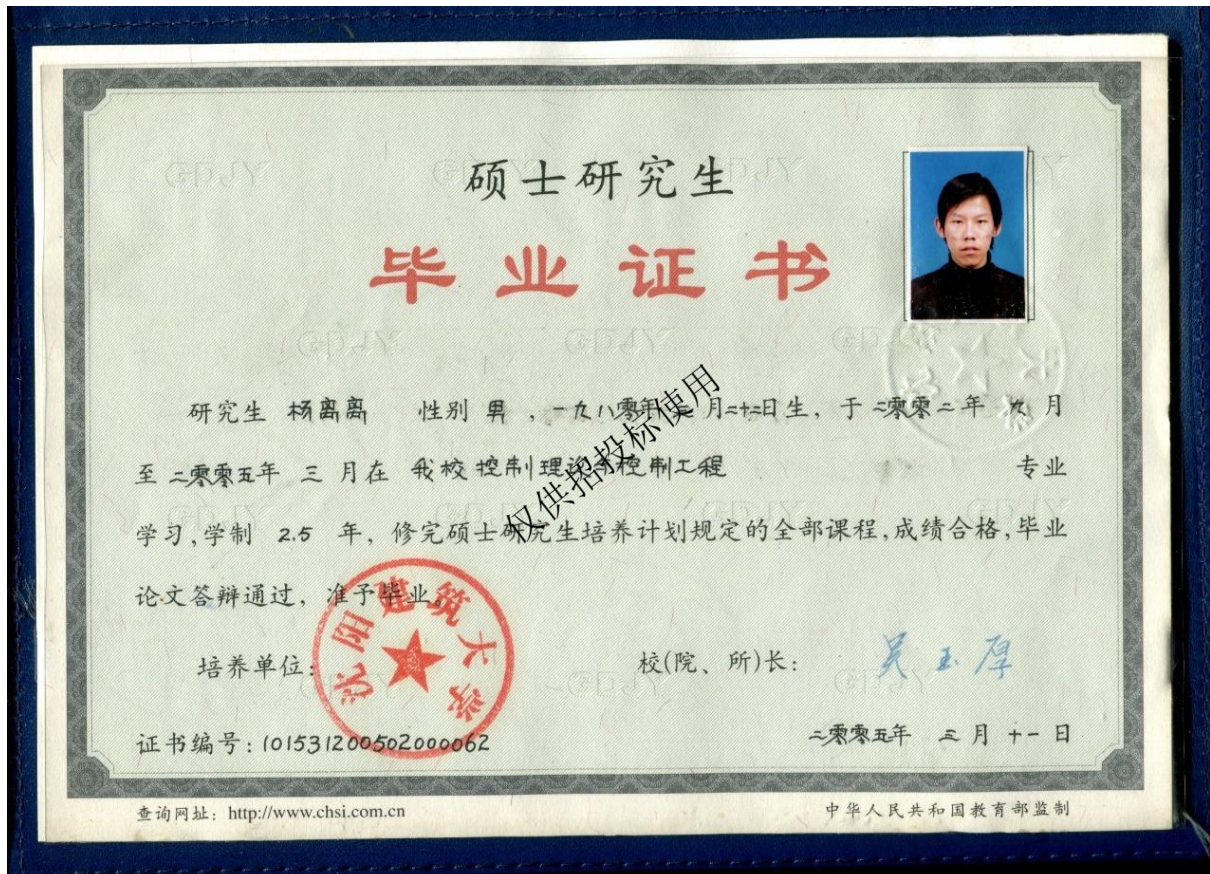 硕士研究生
毕业证书
研究生 杨离离 性别 男，一九八零年 月二十二日生，于二零零二年 九 月
至 二零零五年 三 月在 我校控制理论 控制工程 专业
学习，学制 2.5 年，修完硕士研究生培养计划规定的全部课程，成绩合格，毕业
论文答辩通过，准予毕业。
仅供招投标使用
培养单位：
沈阳建筑大学
校(院、所)长：
吴玉厚
证书编号：101531200502000062
二零零五年 三 月 十一 日
查询网址：http://www.chsi.com.cn
中华人民共和国教育部监制